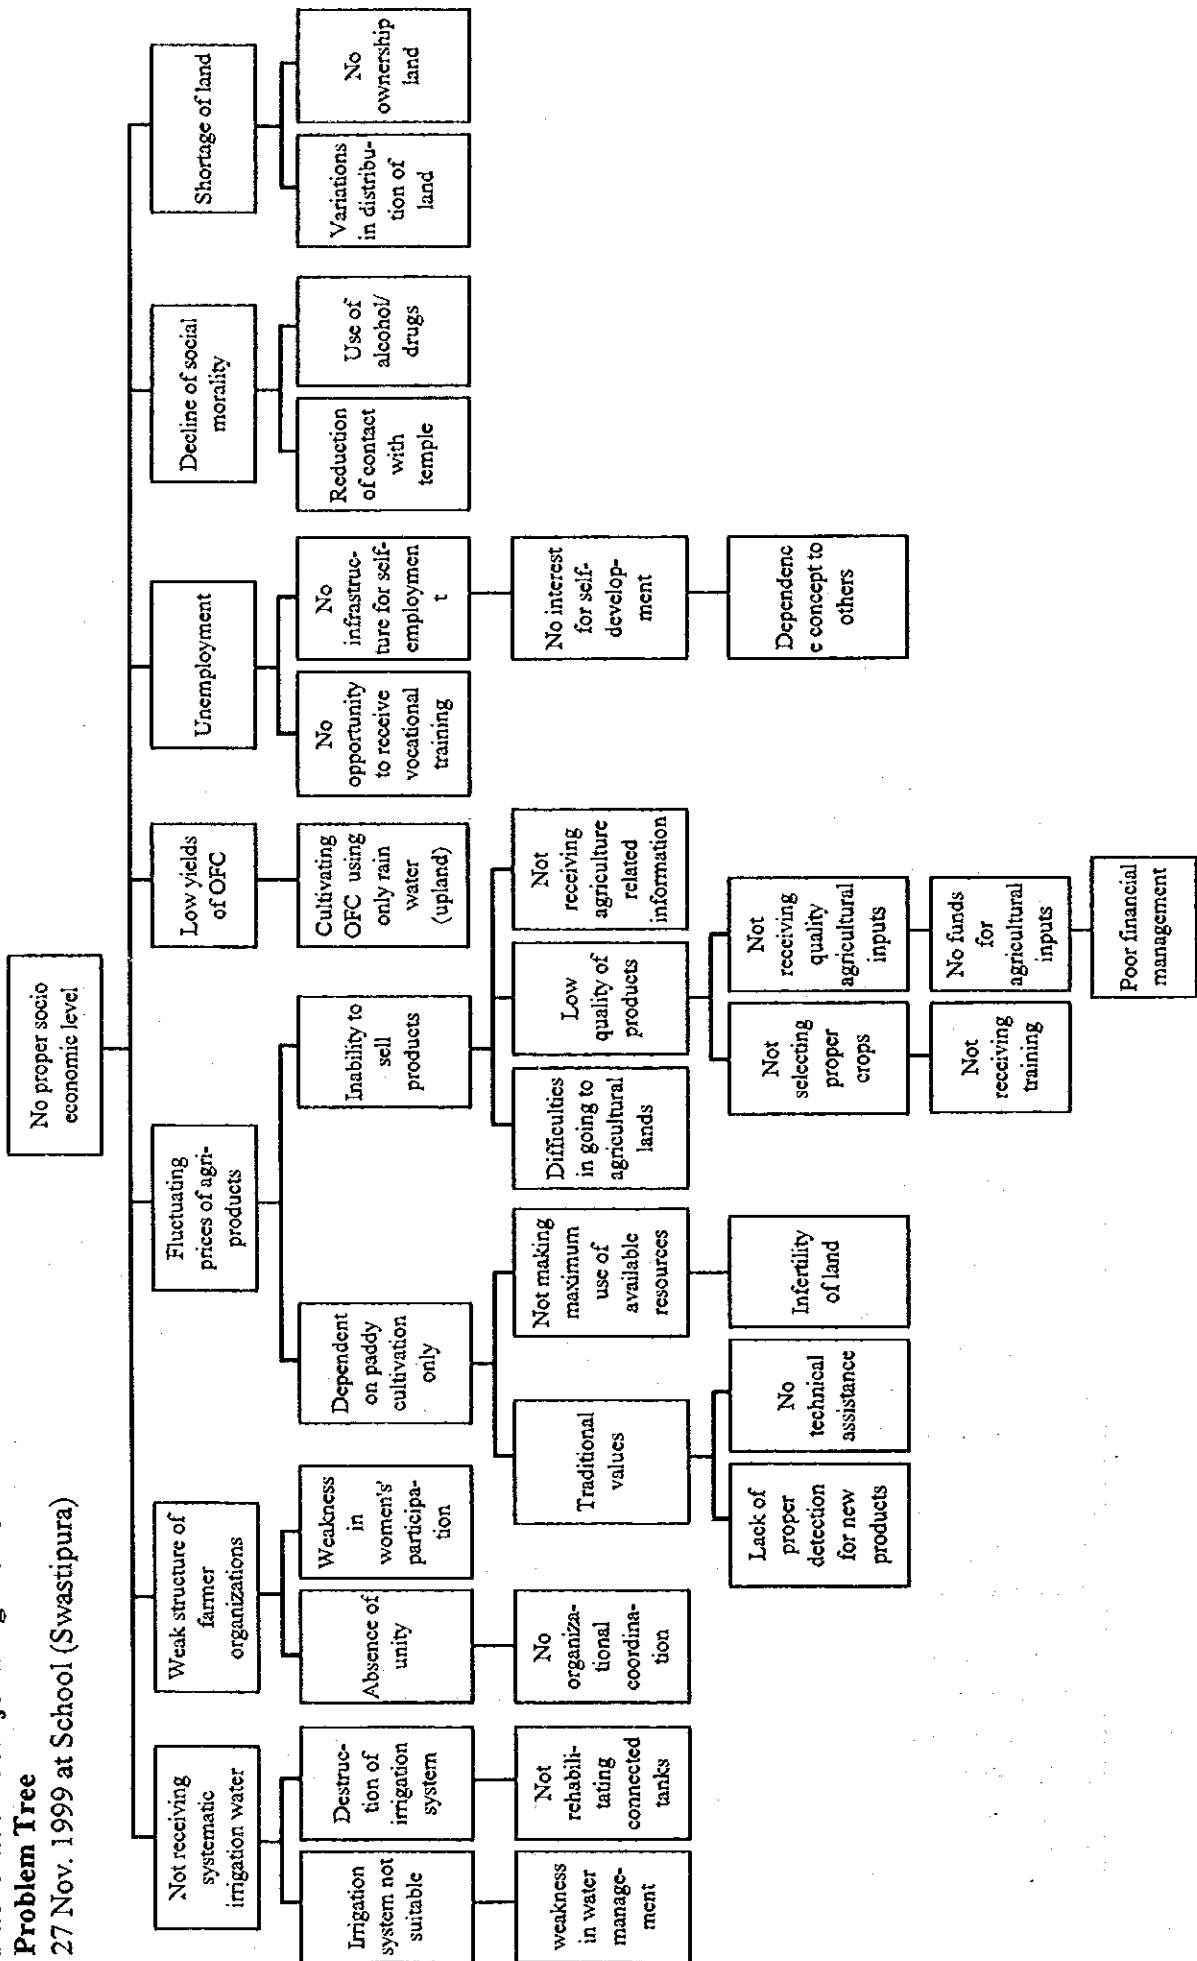 Problem Tree
27 Nov. 1999 at School (Swastipura)
No proper socio
economic level
Not receiving
systematic
irrigation water
Weak structure of
farmer
organizations
Fluctuating
prices of agri-
products
Low yields
of OFC
Unemployment
Decline of social
morality
Shortage of land
Irrigation
system not
suitable
Destruc-
tion of
irrigation
system
Absence of
unity
Weakness
in
women's
participa-
tion
Dependent
on paddy
cultivation
only
Inability to
sell
products
Cultivating
OFC using
only rain
water
(upland)
No
opportunity
to receive
vocational
training
No
infrastruc-
ture for self-
employmen
t
Reduction
of contact
with
temple
Use of
alcohol/
drugs
Variations
in distribu-
tion of
land
No
ownership
land
weakness
in water
manage-
ment
Not
rehabili-
tating
connected
tanks
No
organiza-
tional
coordina-
tion
Traditional
values
Not making
maximum
use of
available
resources
Difficulties
in going to
agricultural
lands
Low
quality of
products
Not
receiving
agriculture
related
information
No interest
for self-
develop-
ment
Lack of
proper
detection
for new
products
No
technical
assistance
Infertility
of land
Not
selecting
proper
crops
Not
receiving
quality
agricultural
inputs
Dependenc
e concept to
others
Not
receiving
training
No funds
for
agricultural
inputs
Poor financial
management